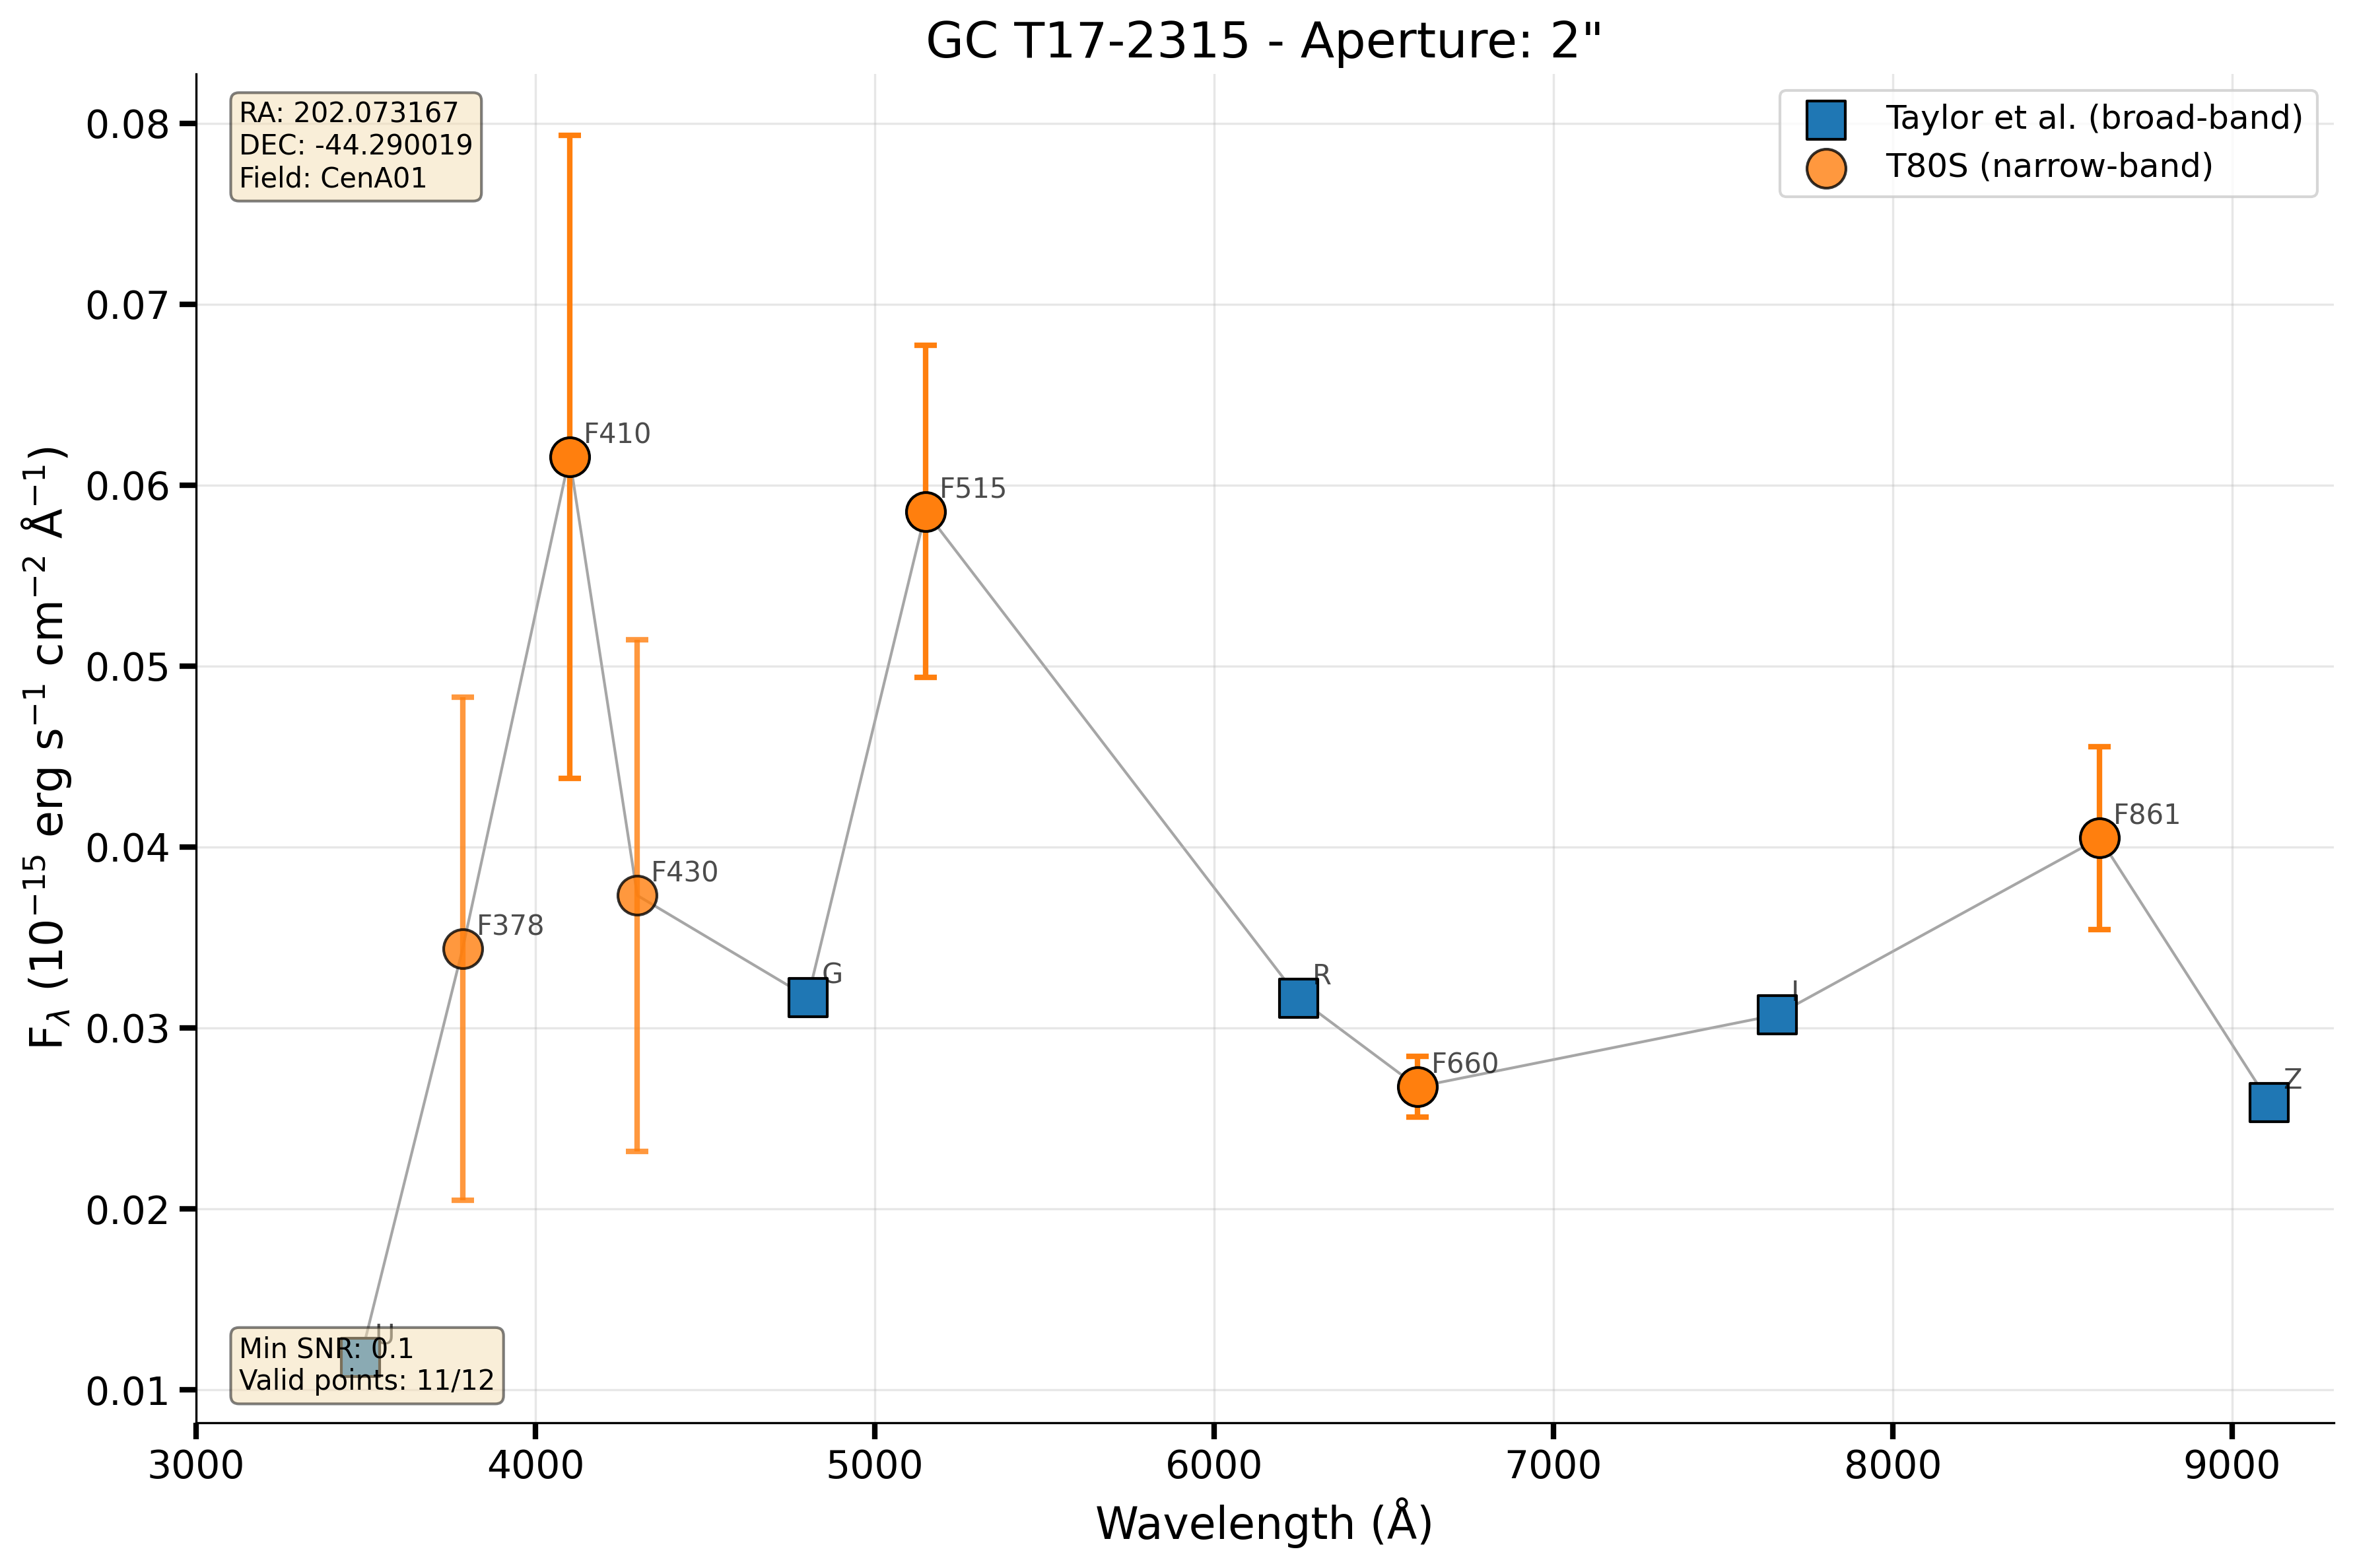 GC T17-2315 - Aperture: 2"
RA: 202.073167
DEC: -44.290019
Field: CenA01
Taylor et al. (broad-band)
T80S (narrow-band)
0.08
0.07
0.06
0.05
0.04
0.03
0.02
0.01
F_λ (10⁻¹⁵ erg s⁻¹ cm⁻² Å⁻¹)
U
F378
F410
F430
G
F515
R
F660
I
F861
Z
Min SNR: 0.1
Valid points: 11/12
3000 4000 5000 6000 7000 8000 9000
Wavelength (Å)